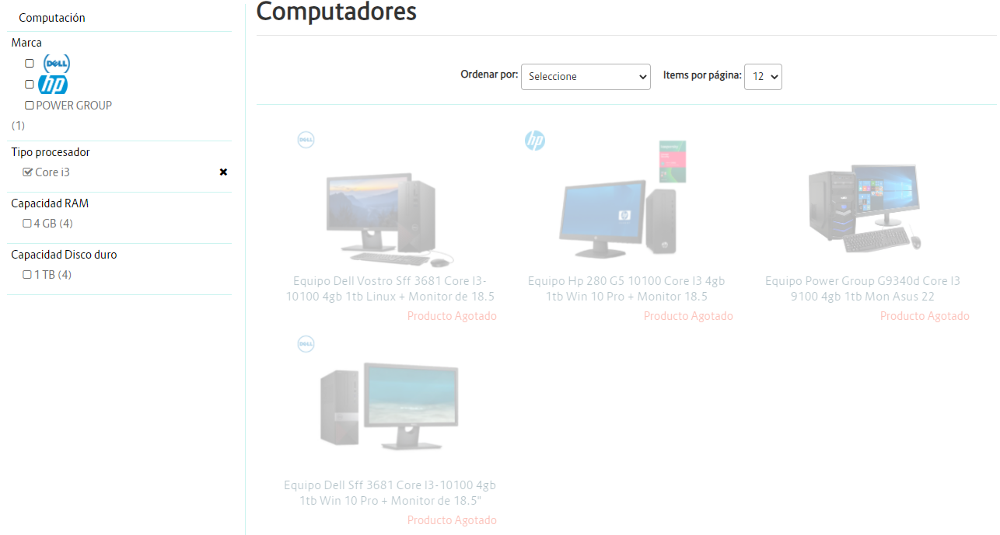 Computación
Marca
DELL
hp
POWER GROUP
(1)
Tipo procesador
Core i3
Capacidad RAM
4 GB (4)
Capacidad Disco duro
1 TB (4)
Computadores
Ordenar por: Seleccione Items por página: 12
DELL
hp
Equipo Dell Vostro Sff 3681 Core I3-
10100 4gb 1tb Linux + Monitor de 18.5
Producto Agotado
Equipo Hp 280 G5 10100 Core I3 4gb
1tb Win 10 Pro + Monitor 18.5
Producto Agotado
Equipo Power Group G9340d Core I3
9100 4gb 1tb Mon Asus 22
Producto Agotado
DELL
Equipo Dell Sff 3681 Core I3-10100 4gb
1tb Win 10 Pro + Monitor de 18.5"
Producto Agotado